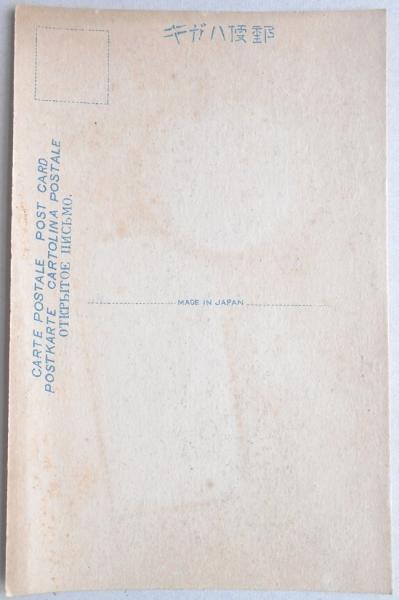 郵便ハガキ
CARTE POSTALE POST CARD
POSTKARTE CARTOLINA POSTALE
ОТКРЫТОЕ ПИСЬМО.
MADE IN JAPAN